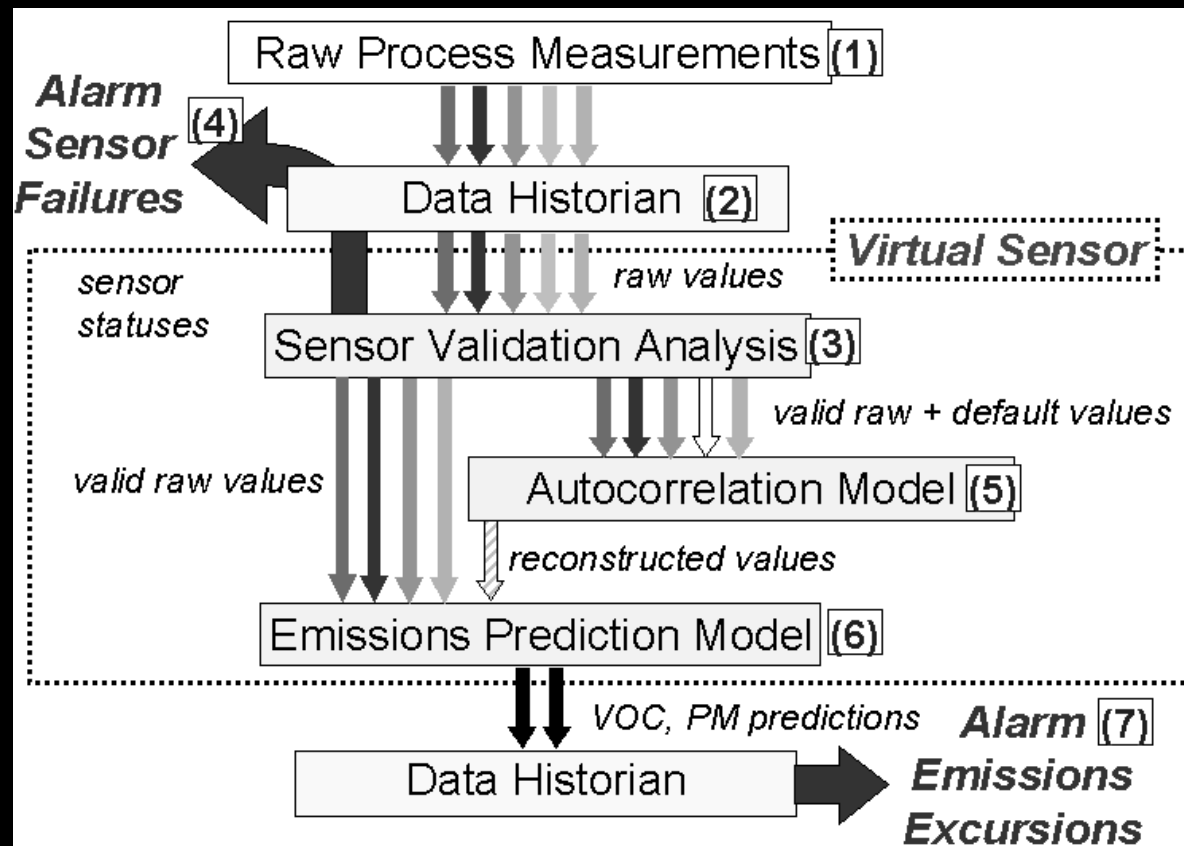 Raw Process Measurements (1)
Alarm
Sensor
Failures
(4)
Data Historian (2)
Virtual Sensor
sensor
statuses
raw values
Sensor Validation Analysis (3)
valid raw + default values
valid raw values
Autocorrelation Model (5)
reconstructed values
Emissions Prediction Model (6)
VOC, PM predictions
Data Historian
Alarm (7)
Emissions
Excursions